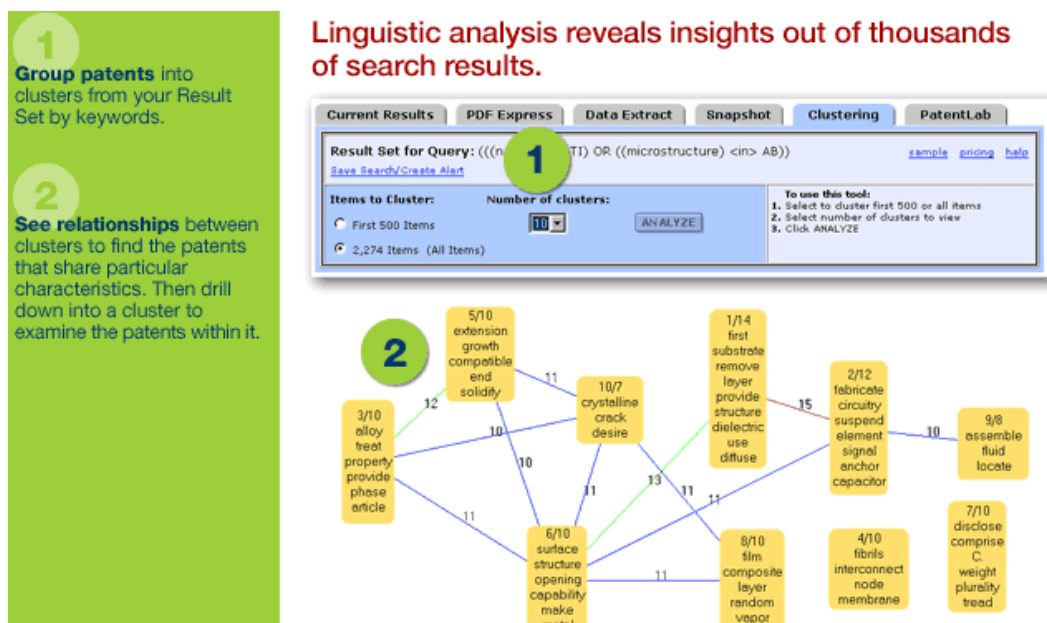 1
Group patents into
clusters from your Result
Set by keywords.
2
See relationships between
clusters to find the patents
that share particular
characteristics. Then drill
down into a cluster to
examine the patents within it.
Linguistic analysis reveals insights out of thousands
of search results.
Current Results
PDF Express
Data Extract
Snapshot
Clustering
PatentLab
Result Set for Query: (((n TI) OR ((microstructure) <in> AB))
sample pricing help
Save Search/Create Alert
1
Items to Cluster:
First 500 Items
2,274 Items (All Items)
Number of clusters:
10
ANALYZE
To use this tool:
1. Select to cluster first 500 or all items
2. Select number of clusters to view
3. Click ANALYZE
2
5/10
extension
growth
compatible
end
solidity
1/14
first
substrate
remove
layer
provide
structure
dielectric
use
diffuse
2/12
fabricate
circuitry
suspend
element
signal
anchor
capacitor
10/7
crystalline
crack
desire
3/10
alloy
treat
property
provide
phase
article
9/8
assemble
fluid
locate
6/10
surface
structure
opening
capability
make
8/10
film
composite
layer
random
vapor
4/10
fibrils
interconnect
node
membrane
7/10
disclose
comprise
C.
weight
plurality
tread
11
12
15
10
10
10
13
11
11
11
11
11